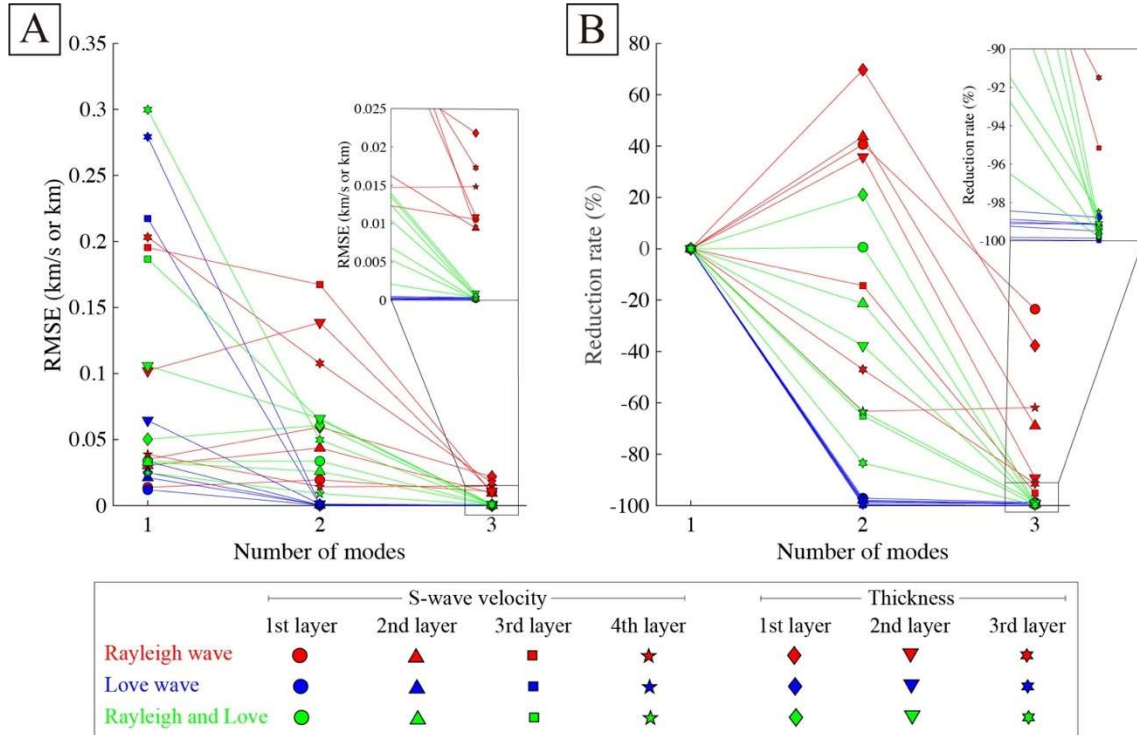 A
RMSE (km/s or km)
0.35
0.3
0.25
0.2
0.15
0.1
0.05
0
1
2
3
Number of modes
RMSE (km/s or km)
0.025
0.02
0.015
0.01
0.005
0
B
Reduction rate (%)
80
60
40
20
0
-20
-40
-60
-80
-100
1
2
3
Number of modes
Reduction rate (%)
-90
-92
-94
-96
-98
-100
S-wave velocity Thickness
1st layer 2nd layer 3rd layer 4th layer 1st layer 2nd layer 3rd layer
Rayleigh wave
Love wave
Rayleigh and Love